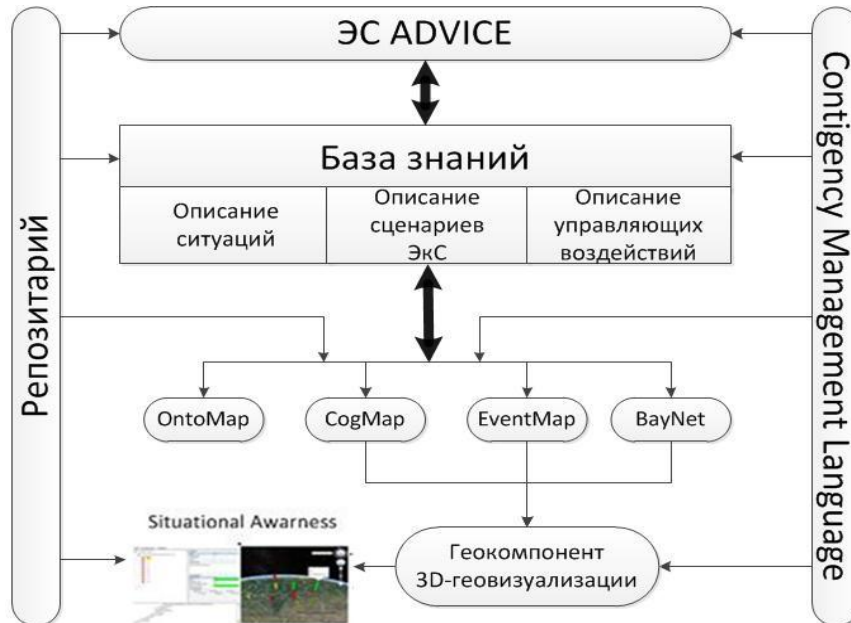 ЭС ADVICE
База знаний
Описание
ситуаций
Описание
сценариев
ЭкС
Описание
управляющих
воздействий
Репозитарий
Contigency Management Language
OntoMap
CogMap
EventMap
BayNet
Situational Awarness
Геокомпонент
3D-геовизуализации